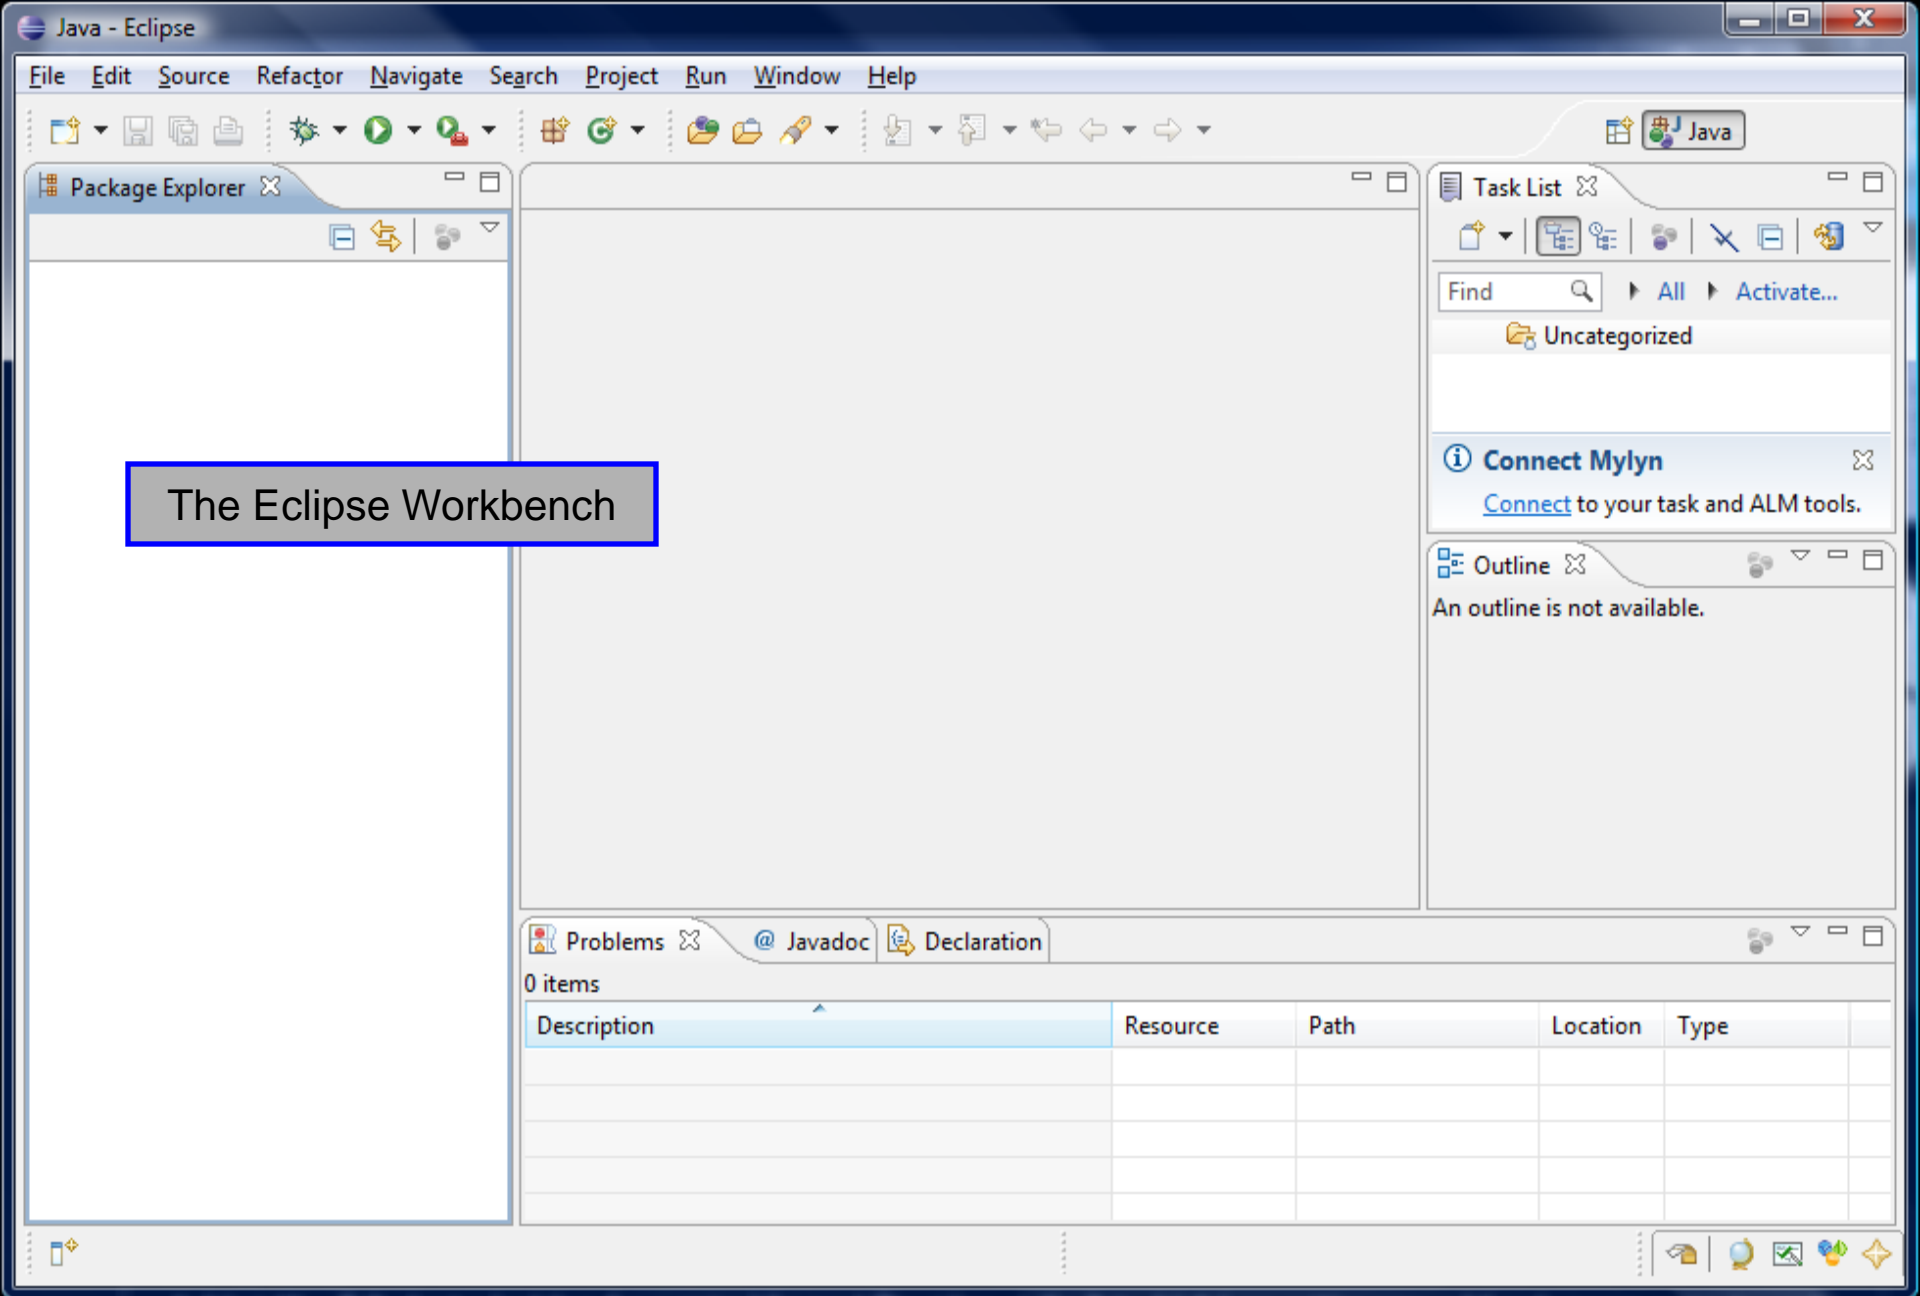 Java - Eclipse
File Edit Source Refactor Navigate Search Project Run Window Help
Java
Package Explorer
Task List
Find All Activate...
Uncategorized
Connect Mylyn
Connect to your task and ALM tools.
The Eclipse Workbench
Outline
An outline is not available.
Problems @ Javadoc Declaration
0 items
Description Resource Path Location Type